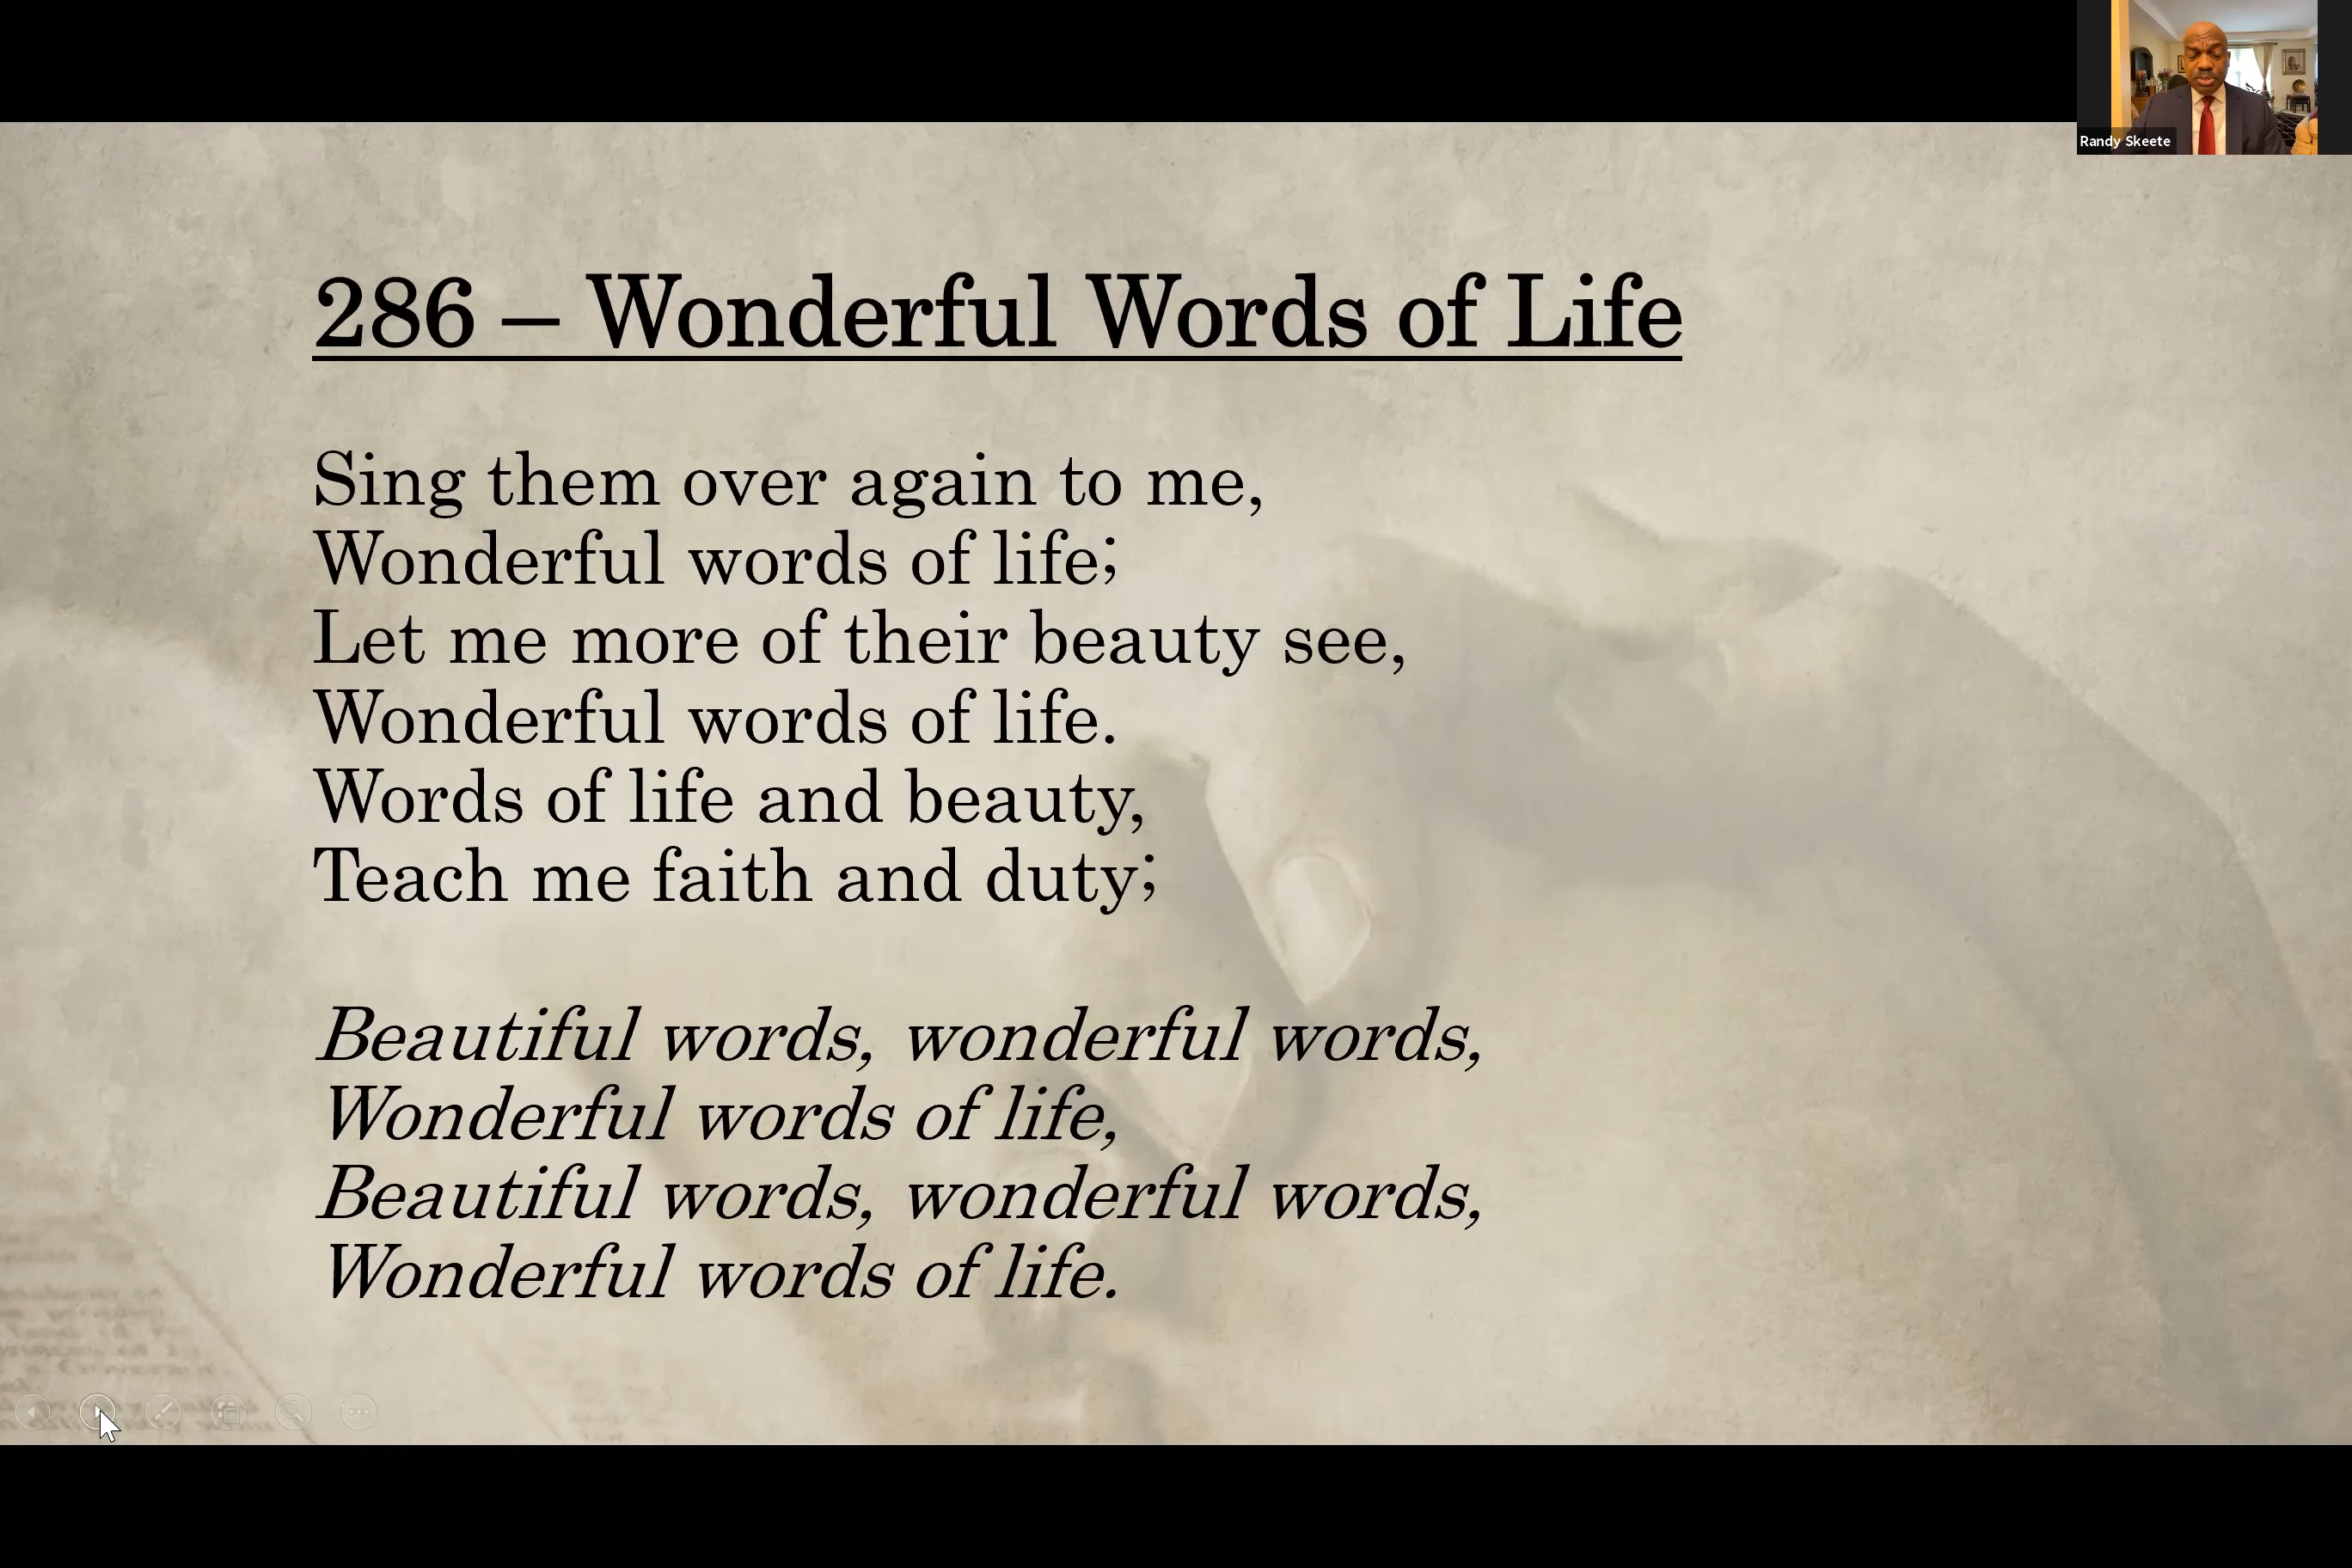 Randy Skeete
286 – Wonderful Words of Life
Sing them over again to me,
Wonderful words of life;
Let me more of their beauty see,
Wonderful words of life.
Words of life and beauty,
Teach me faith and duty;
Beautiful words, wonderful words,
Wonderful words of life,
Beautiful words, wonderful words,
Wonderful words of life.